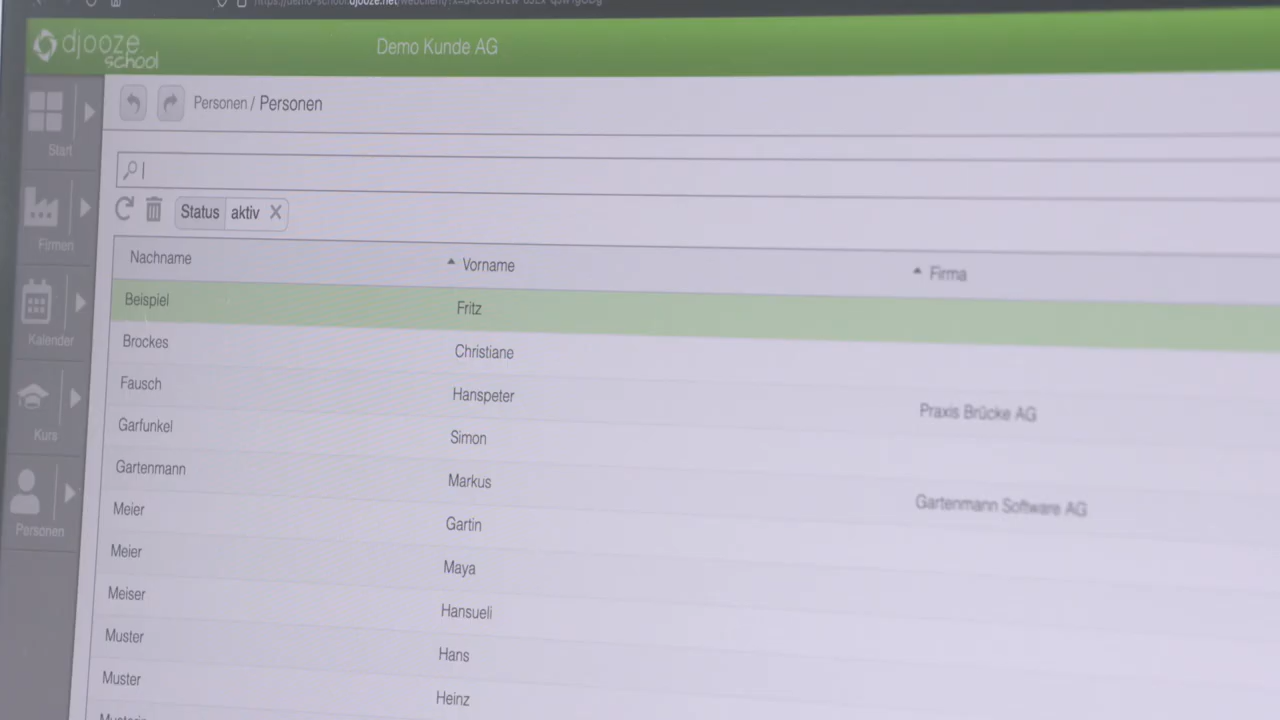 djooze
school
Demo Kunde AG
Personen / Personen
Start
Status aktiv
Firmen
Nachname Vorname Firma
Beispiel Fritz
Kalender
Brockes Christiane
Fausch Hanspeter Praxis Brücke AG
Kurs
Garfunkel Simon
Gartenmann Markus Gartenmann Software AG
Personen
Meier Gartin
Meier Maya
Meiser Hansueli
Muster Hans
Muster Heinz